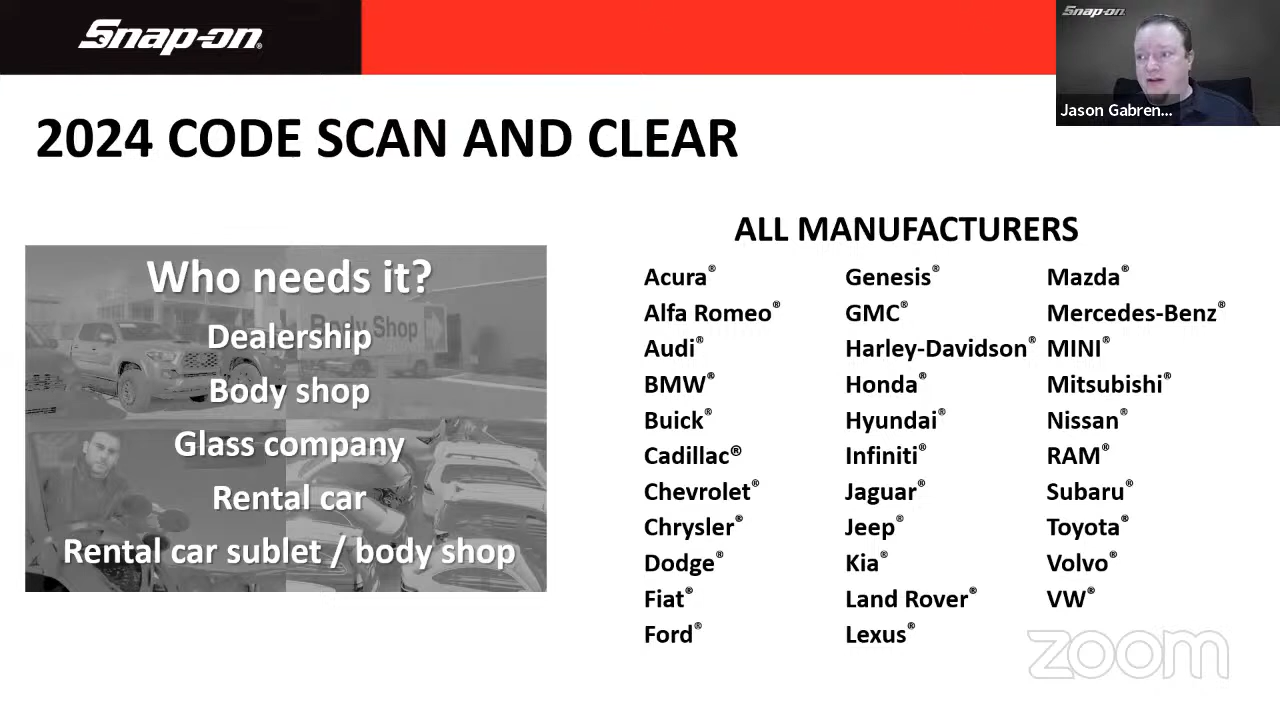 Snap-on®
Snap-on
Jason Gabren...
2024 CODE SCAN AND CLEAR
Who needs it?
Body Shop
Dealership
Body shop
Glass company
Rental car
Rental car sublet / body shop
ALL MANUFACTURERS
Acura®
Alfa Romeo®
Audi®
BMW®
Buick®
Cadillac®
Chevrolet®
Chrysler®
Dodge®
Fiat®
Ford®
Genesis®
GMC®
Harley-Davidson®
Honda®
Hyundai®
Infiniti®
Jaguar®
Jeep®
Kia®
Land Rover®
Lexus®
Mazda®
Mercedes-Benz®
MINI®
Mitsubishi®
Nissan®
RAM®
Subaru®
Toyota®
Volvo®
VW®
zoom